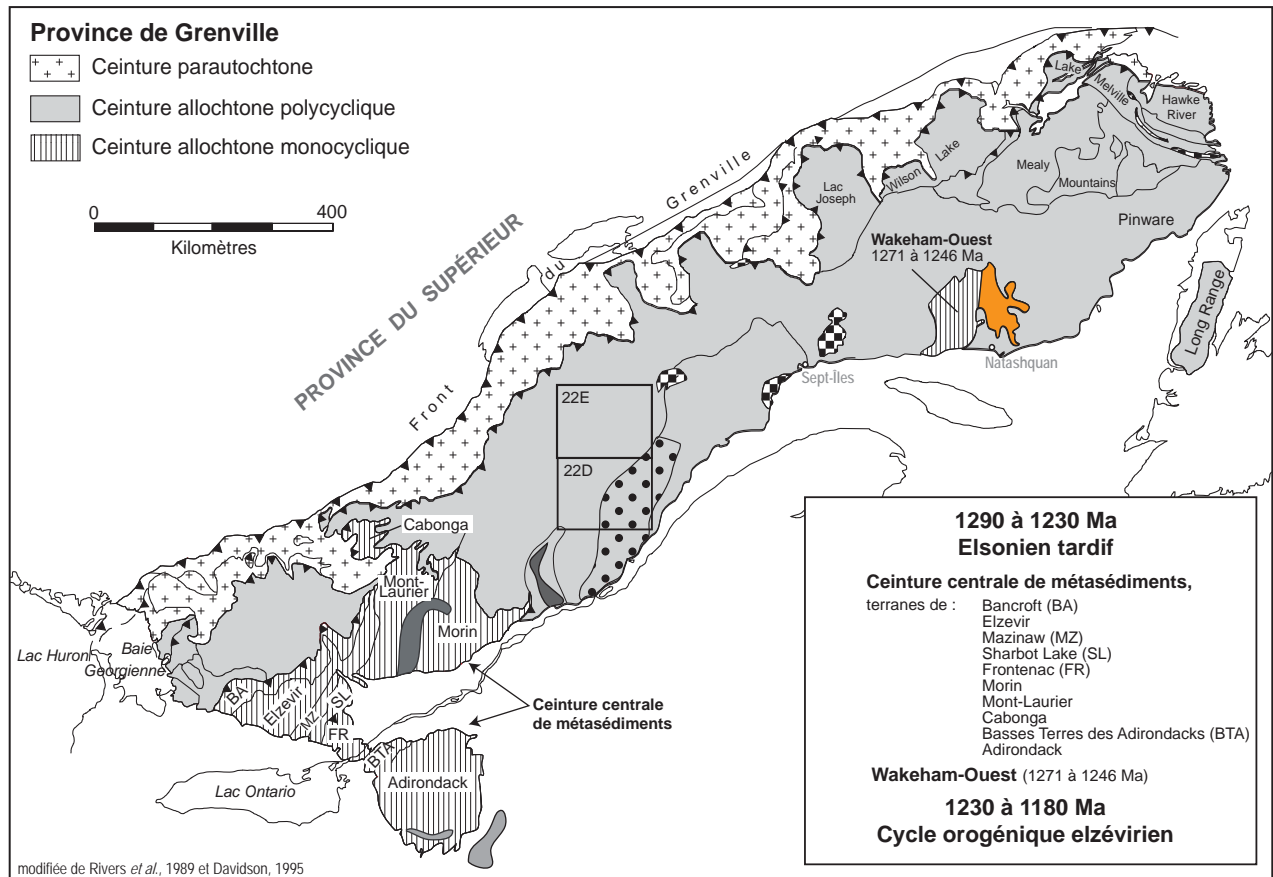 Province de Grenville
Ceinture parautochtone
Ceinture allochtone polycyclique
Ceinture allochtone monocyclique
0 400
Kilomètres
PROVINCE DU SUPÉRIEUR
Front du Grenville
Lac
Joseph
Wilson
Lake
Lake
Melville
Hawke
River
Mealy
Mountains
Pinware
Wakeham-Ouest
1271 à 1246 Ma
Long Range
Sept-Îles
Natashquan
22E
22D
Cabonga
Mont-
Laurier
Morin
Lac Huron
Baie
Georgienne
BA
Elzevir
MZ
SL
FR
BTA
Adirondack
Lac Ontario
Ceinture centrale
de métasédiments
1290 à 1230 Ma
Elsonien tardif
Ceinture centrale de métasédiments,
terranes de : Bancroft (BA)
Elzevir
Mazinaw (MZ)
Sharbot Lake (SL)
Frontenac (FR)
Morin
Mont-Laurier
Cabonga
Basses Terres des Adirondacks (BTA)
Adirondack
Wakeham-Ouest (1271 à 1246 Ma)
1230 à 1180 Ma
Cycle orogénique elzévirien
modifiée de Rivers et al., 1989 et Davidson, 1995